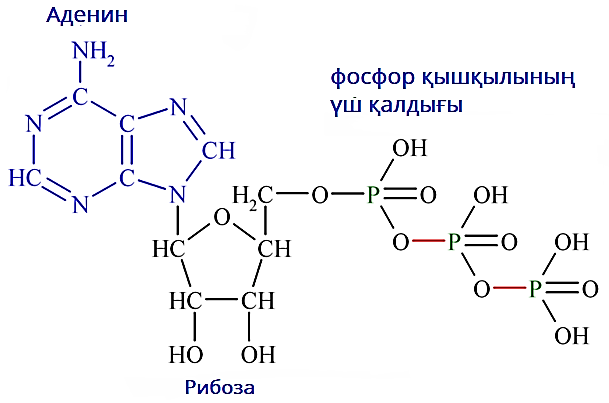 Аденин
NH2
фосфор қышқылының
үш қалдығы
N C C N CH
HC N C N
OH
H2C O P O
OH
O P O
OH
O P O
OH
HC O CH
HC CH
HO OH
Рибоза